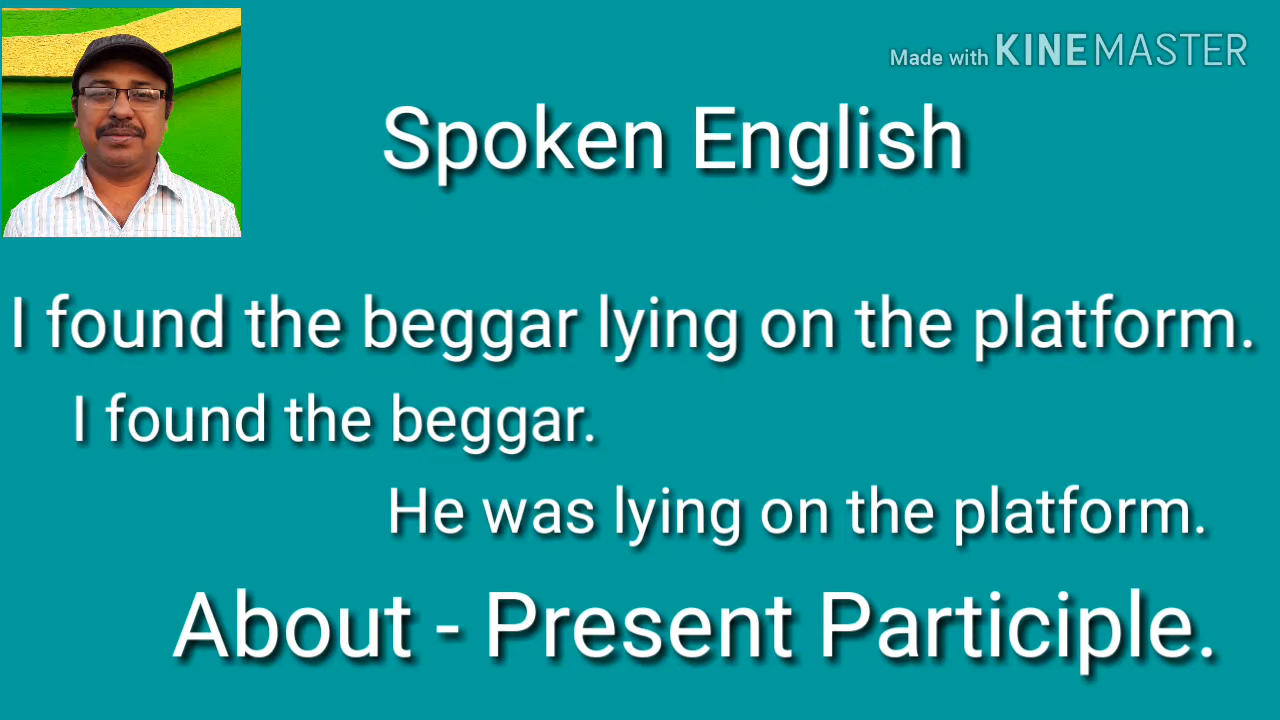 Made with KINEMASTER
Spoken English
I found the beggar lying on the platform.
I found the beggar.
He was lying on the platform.
About - Present Participle.